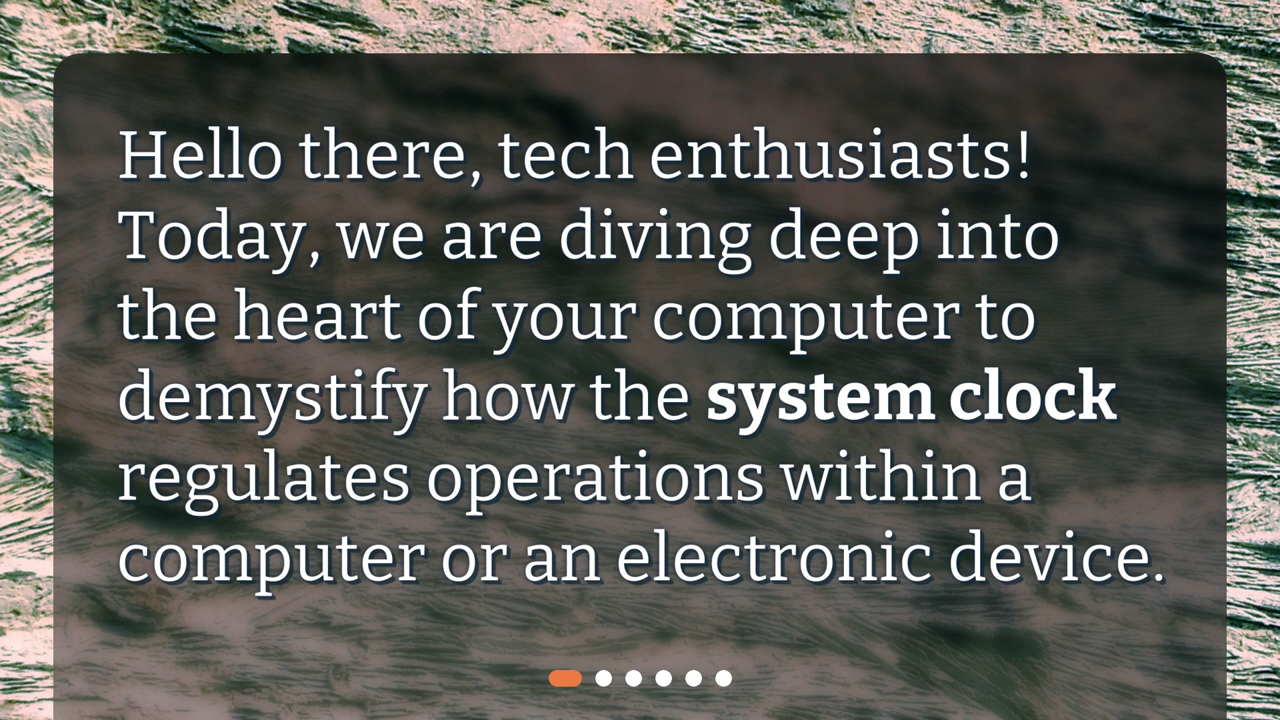 Hello there, tech enthusiasts!
Today, we are diving deep into
the heart of your computer to
demystify how the system clock
regulates operations within a
computer or an electronic device.